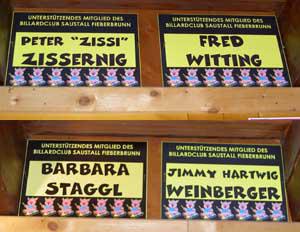 UNTERSTÜTZENDES MITGLIED DES
BILLARDCLUB SAUSTALL FIEBERBRUNN
PETER "ZISSI"
ZISSERNIG
UNTERSTÜTZENDES MITGLIED DES
BILLARDCLUB SAUSTALL FIEBERBRUNN
FRED
WITTING
UNTERSTÜTZENDES MITGLIED DES
BILLARDCLUB SAUSTALL FIEBERBRUNN
BARBARA
STAGGL
UNTERSTÜTZENDES MITGLIED DES
BILLARDCLUB SAUSTALL FIEBERBRUNN
JIMMY HARTWIG
WEINBERGER